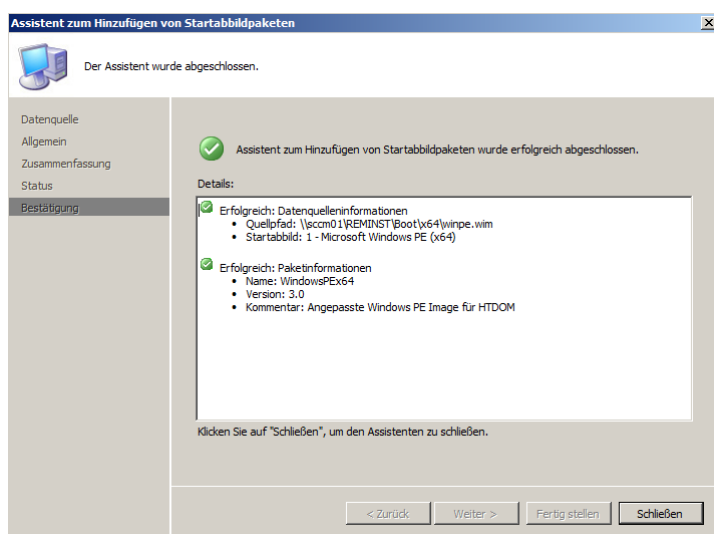 Assistent zum Hinzufügen von Startabbildpaketen
Der Assistent wurde abgeschlossen.
Datenquelle
Allgemein
Zusammenfassung
Status
Bestätigung
Assistent zum Hinzufügen von Startabbildpaketen wurde erfolgreich abgeschlossen.
Details:
Erfolgreich: Datenquelleninformationen
• Quellpfad: \\sccm01\REMINST\Boot\x64\winpe.wim
• Startabbild: 1 - Microsoft Windows PE (x64)
Erfolgreich: Paketinformationen
• Name: WindowsPEx64
• Version: 3.0
• Kommentar: Angepasste Windows PE Image für HTDOM
Klicken Sie auf "Schließen", um den Assistenten zu schließen.
< Zurück
Weiter >
Fertig stellen
Schließen